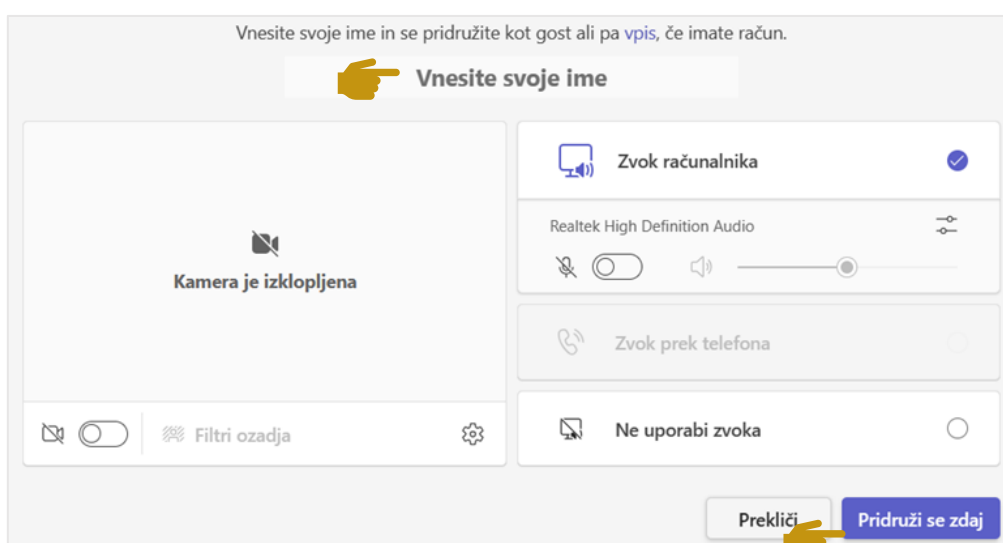 Vnesite svoje ime in se pridružite kot gost ali pa vpis, če imate račun.
Vnesite svoje ime
Kamera je izklopljena
Filtri ozadja
Zvok računalnika
Realtek High Definition Audio
Zvok prek telefona
Ne uporabi zvoka
Prekliči
Pridruži se zdaj